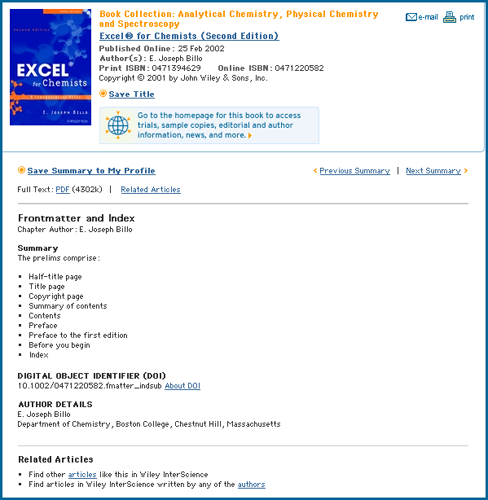 Book Collection: Analytical Chemistry, Physical Chemistry
and Spectroscopy
e-mail
print
Excel® for Chemists (Second Edition)
Published Online: 25 Feb 2002
Author(s): E. Joseph Billo
Print ISBN: 0471394629 Online ISBN: 0471220582
Copyright © 2001 by John Wiley & Sons, Inc.
Save Title
EXCEL
for Chemists
E. JOSEPH BILLO
Go to the homepage for this book to access
trials, sample copies, editorial and author
information, news, and more.
Save Summary to My Profile
Previous Summary | Next Summary
Full Text: PDF (4302k) | Related Articles
Frontmatter and Index
Chapter Author: E. Joseph Billo
Summary
The prelims comprise:
Half-title page
Title page
Copyright page
Summary of contents
Contents
Preface
Preface to the first edition
Before you begin
Index
DIGITAL OBJECT IDENTIFIER (DOI)
10.1002/0471220582.fmatter_indsub About DOI
AUTHOR DETAILS
E. Joseph Billo
Department of Chemistry, Boston College, Chestnut Hill, Massachusetts
Related Articles
Find other articles like this in Wiley InterScience
Find articles in Wiley InterScience written by any of the authors